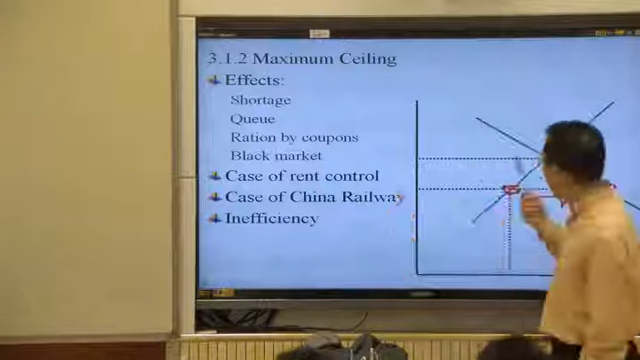 3.1.2 Maximum Ceiling
Effects:
Shortage
Queue
Ration by coupons
Black market
Case of rent control
Case of China Railway
Inefficiency